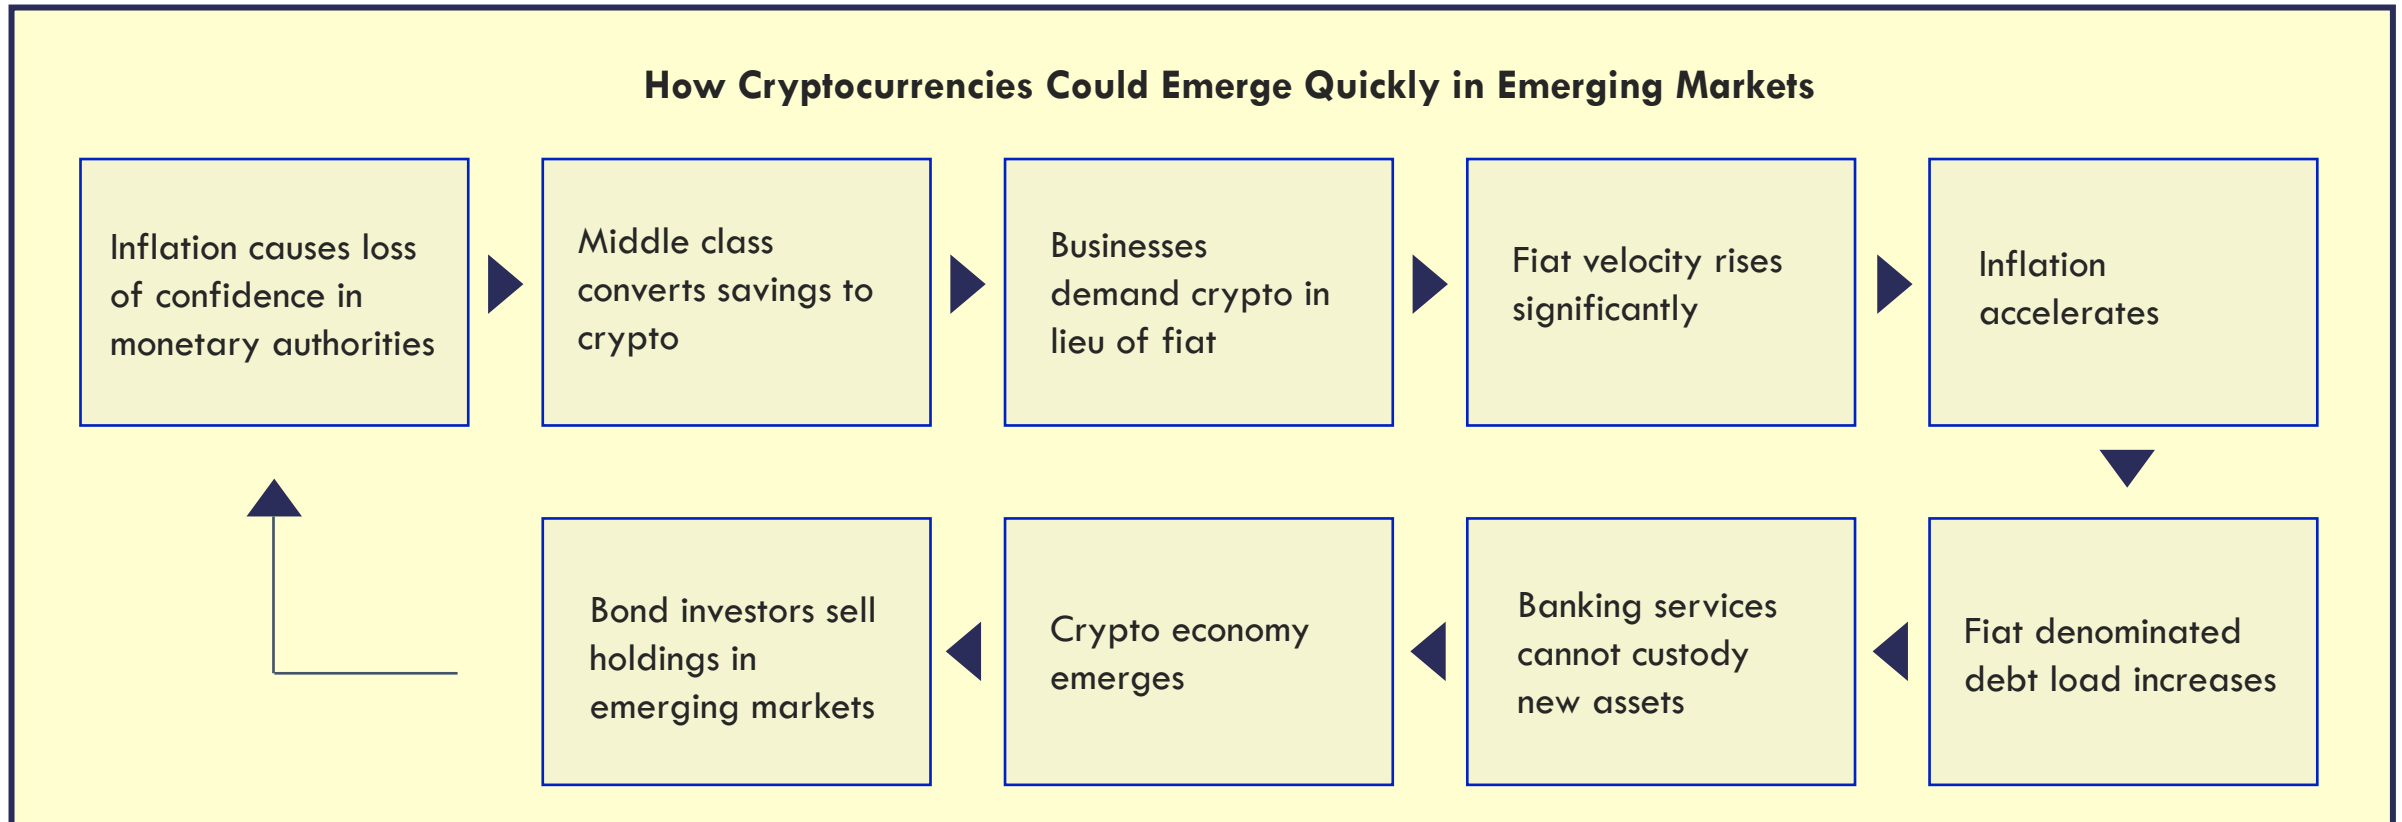 How Cryptocurrencies Could Emerge Quickly in Emerging Markets
Inflation causes loss
of confidence in
monetary authorities
Middle class
converts savings to
crypto
Businesses
demand crypto in
lieu of fiat
Fiat velocity rises
significantly
Inflation
accelerates
Fiat denominated
debt load increases
Banking services
cannot custody
new assets
Crypto economy
emerges
Bond investors sell
holdings in
emerging markets